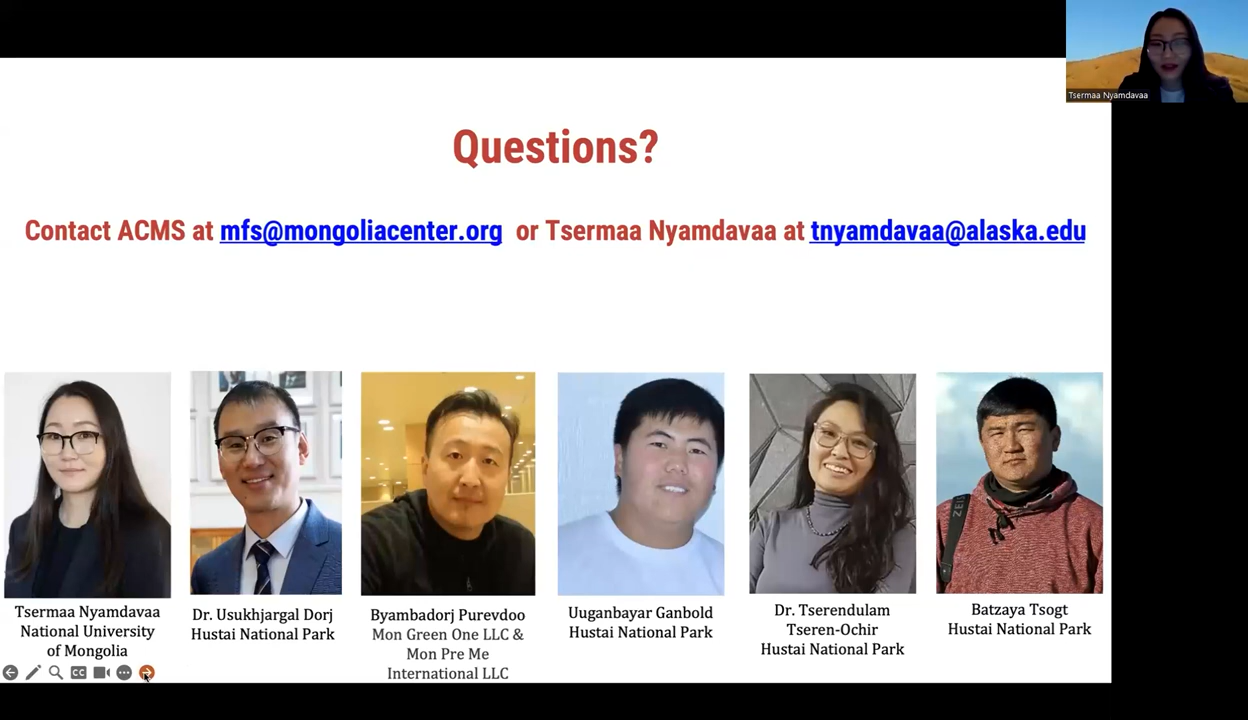 Tsermaa Nyamdavaa
Questions?
Contact ACMS at mfs@mongoliacenter.org or Tsermaa Nyamdavaa at tnyamdavaa@alaska.edu
Tsermaa Nyamdavaa
National University
of Mongolia
Dr. Usukhjargal Dorj
Hustai National Park
Byambadorj Purevdoo
Mon Green One LLC &
Mon Pre Me
International LLC
Uuganbayar Ganbold
Hustai National Park
Dr. Tserendulam
Tseren-Ochir
Hustai National Park
Batzaya Tsogt
Hustai National Park
CC